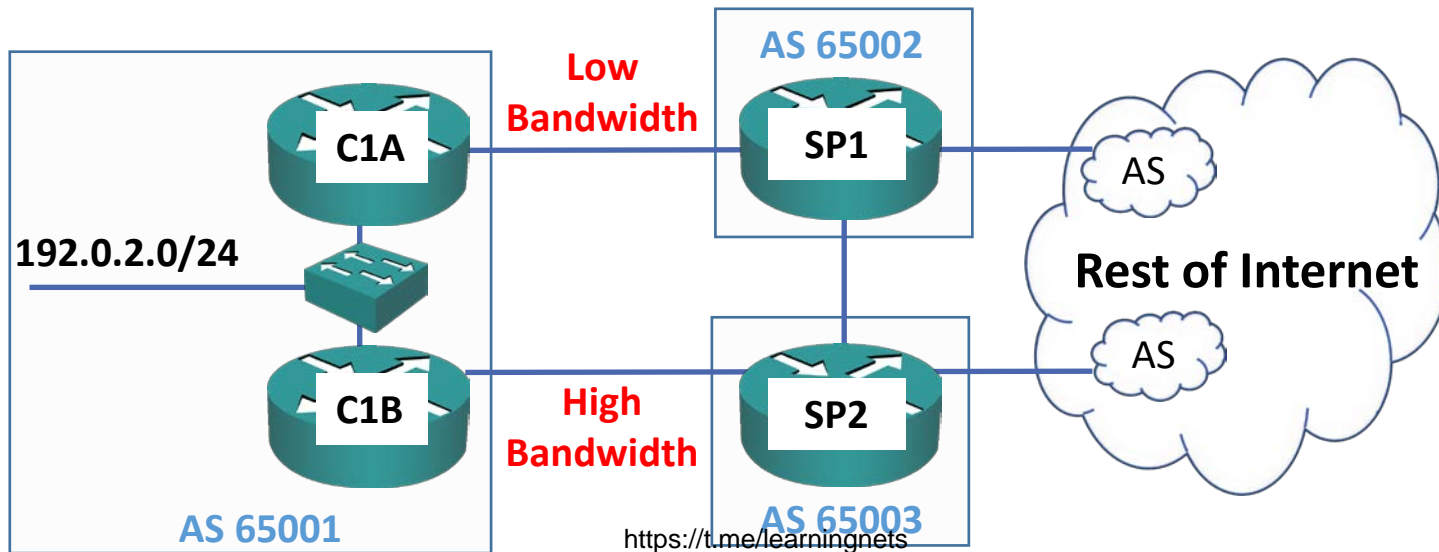 AS 65002
Low
Bandwidth
C1A
SP1
AS
192.0.2.0/24
Rest of Internet
AS
C1B
High
Bandwidth
SP2
AS 65001
AS 65003
https://t.me/learningnets